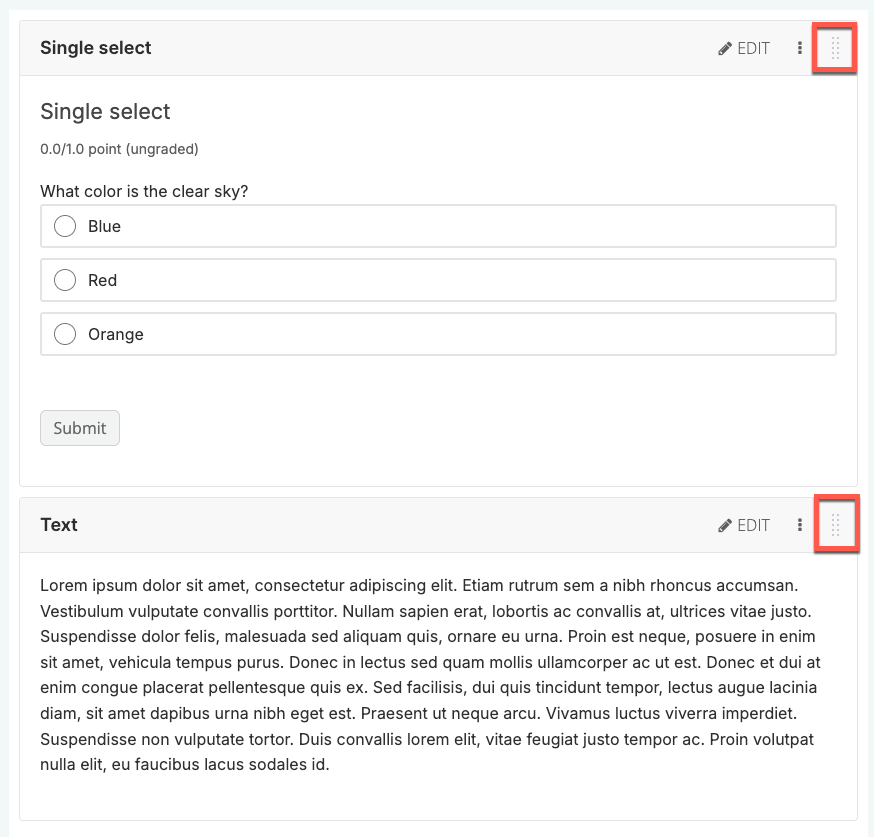 Single select
EDIT
Single select
0.0/1.0 point (ungraded)
What color is the clear sky?
Blue
Red
Orange
Submit
Text
EDIT
Lorem ipsum dolor sit amet, consectetur adipiscing elit. Etiam rutrum sem a nibh rhoncus accumsan.
Vestibulum vulputate convallis porttitor. Nullam sapien erat, lobortis ac convallis at, ultrices vitae justo.
Suspendisse dolor felis, malesuada sed aliquam quis, ornare eu urna. Proin est neque, posuere in enim
sit amet, vehicula tempus purus. Donec in lectus sed quam mollis ullamcorper ac ut est. Donec et dui at
enim congue placerat pellentesque quis ex. Sed facilisis, dui quis tincidunt tempor, lectus augue lacinia
diam, sit amet dapibus urna nibh eget est. Praesent ut neque arcu. Vivamus luctus viverra imperdiet.
Suspendisse non vulputate tortor. Duis convallis lorem elit, vitae feugiat justo tempor ac. Proin volutpat
nulla elit, eu faucibus lacus sodales id.